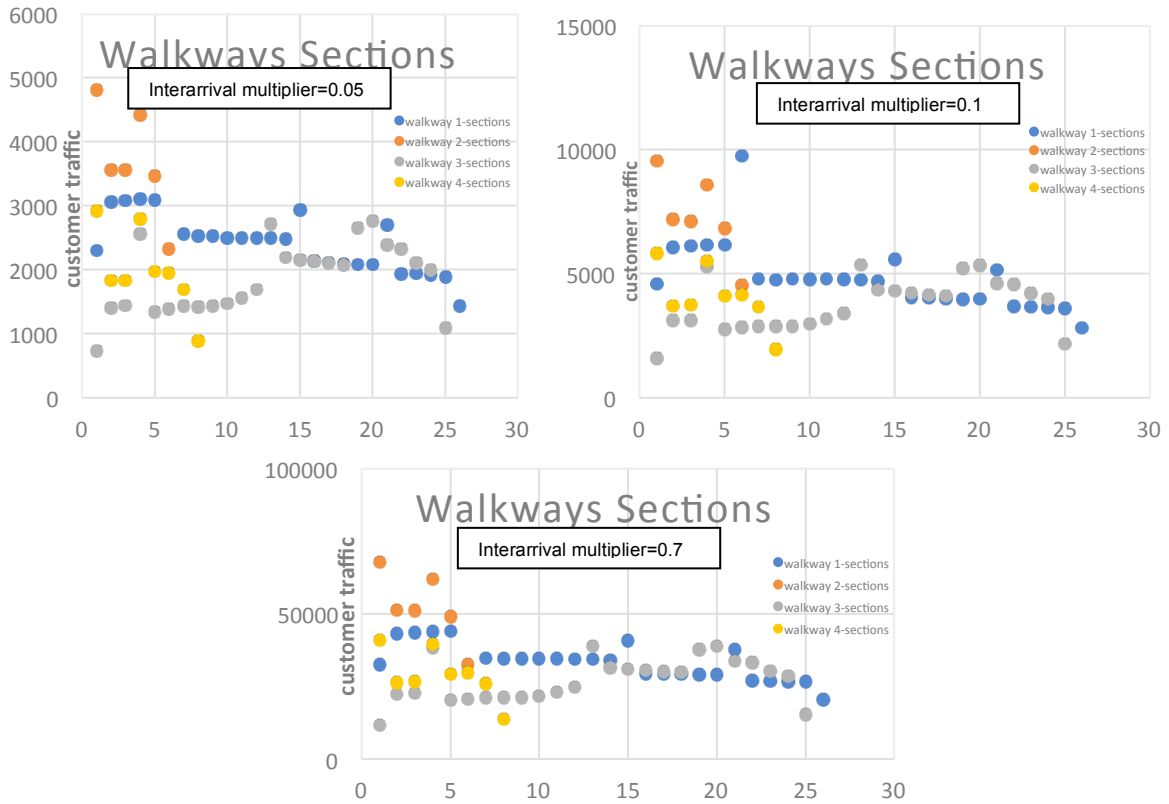 Walkways Sections
Interarrival multiplier=0.05
customer traffic
6000
5000
4000
3000
2000
1000
0
0 5 10 15 20 25 30
walkway 1-sections
walkway 2-sections
walkway 3-sections
walkway 4-sections
Walkways Sections
Interarrival multiplier=0.1
customer traffic
15000
10000
5000
0
0 5 10 15 20 25 30
walkway 1-sections
walkway 2-sections
walkway 3-sections
walkway 4-sections
Walkways Sections
Interarrival multiplier=0.7
customer traffic
100000
50000
0
0 5 10 15 20 25 30
walkway 1-sections
walkway 2-sections
walkway 3-sections
walkway 4-sections